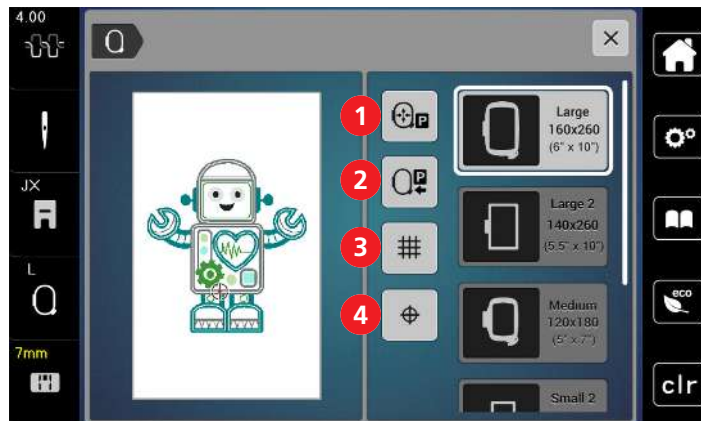 4.00
JX
L
7mm
1
P
2
P
3
4
Large
160x260
(6" x 10")
Large 2
140x260
(5.5" x 10")
Medium
120x180
(5" x 7")
Small 2
eco
clr